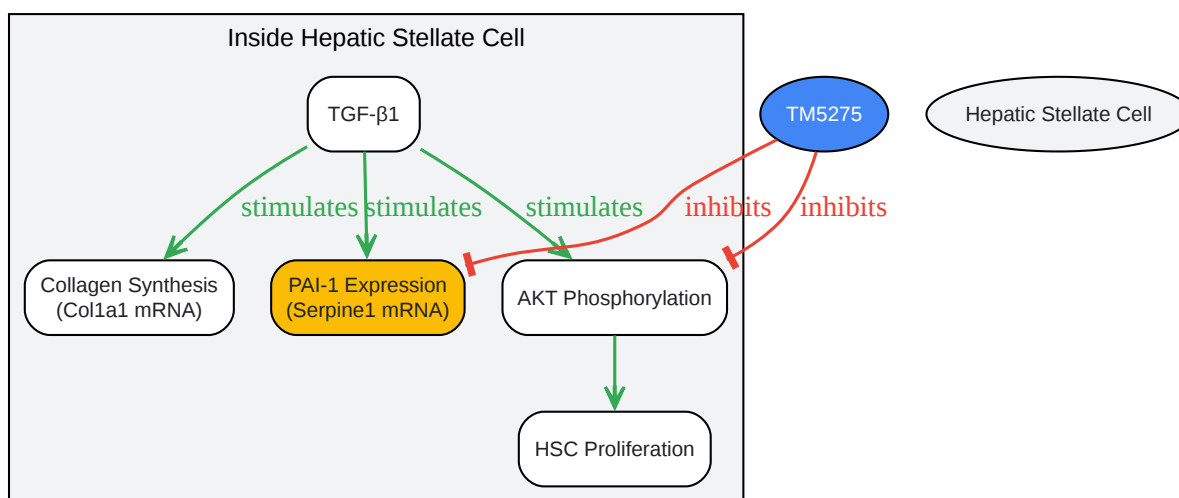 Inside Hepatic Stellate Cell
TGF-β1
TM5275
Hepatic Stellate Cell
stimulates
stimulates
stimulates
inhibits
inhibits
Collagen Synthesis
(Col1a1 mRNA)
PAI-1 Expression
(Serpine1 mRNA)
AKT Phosphorylation
HSC Proliferation